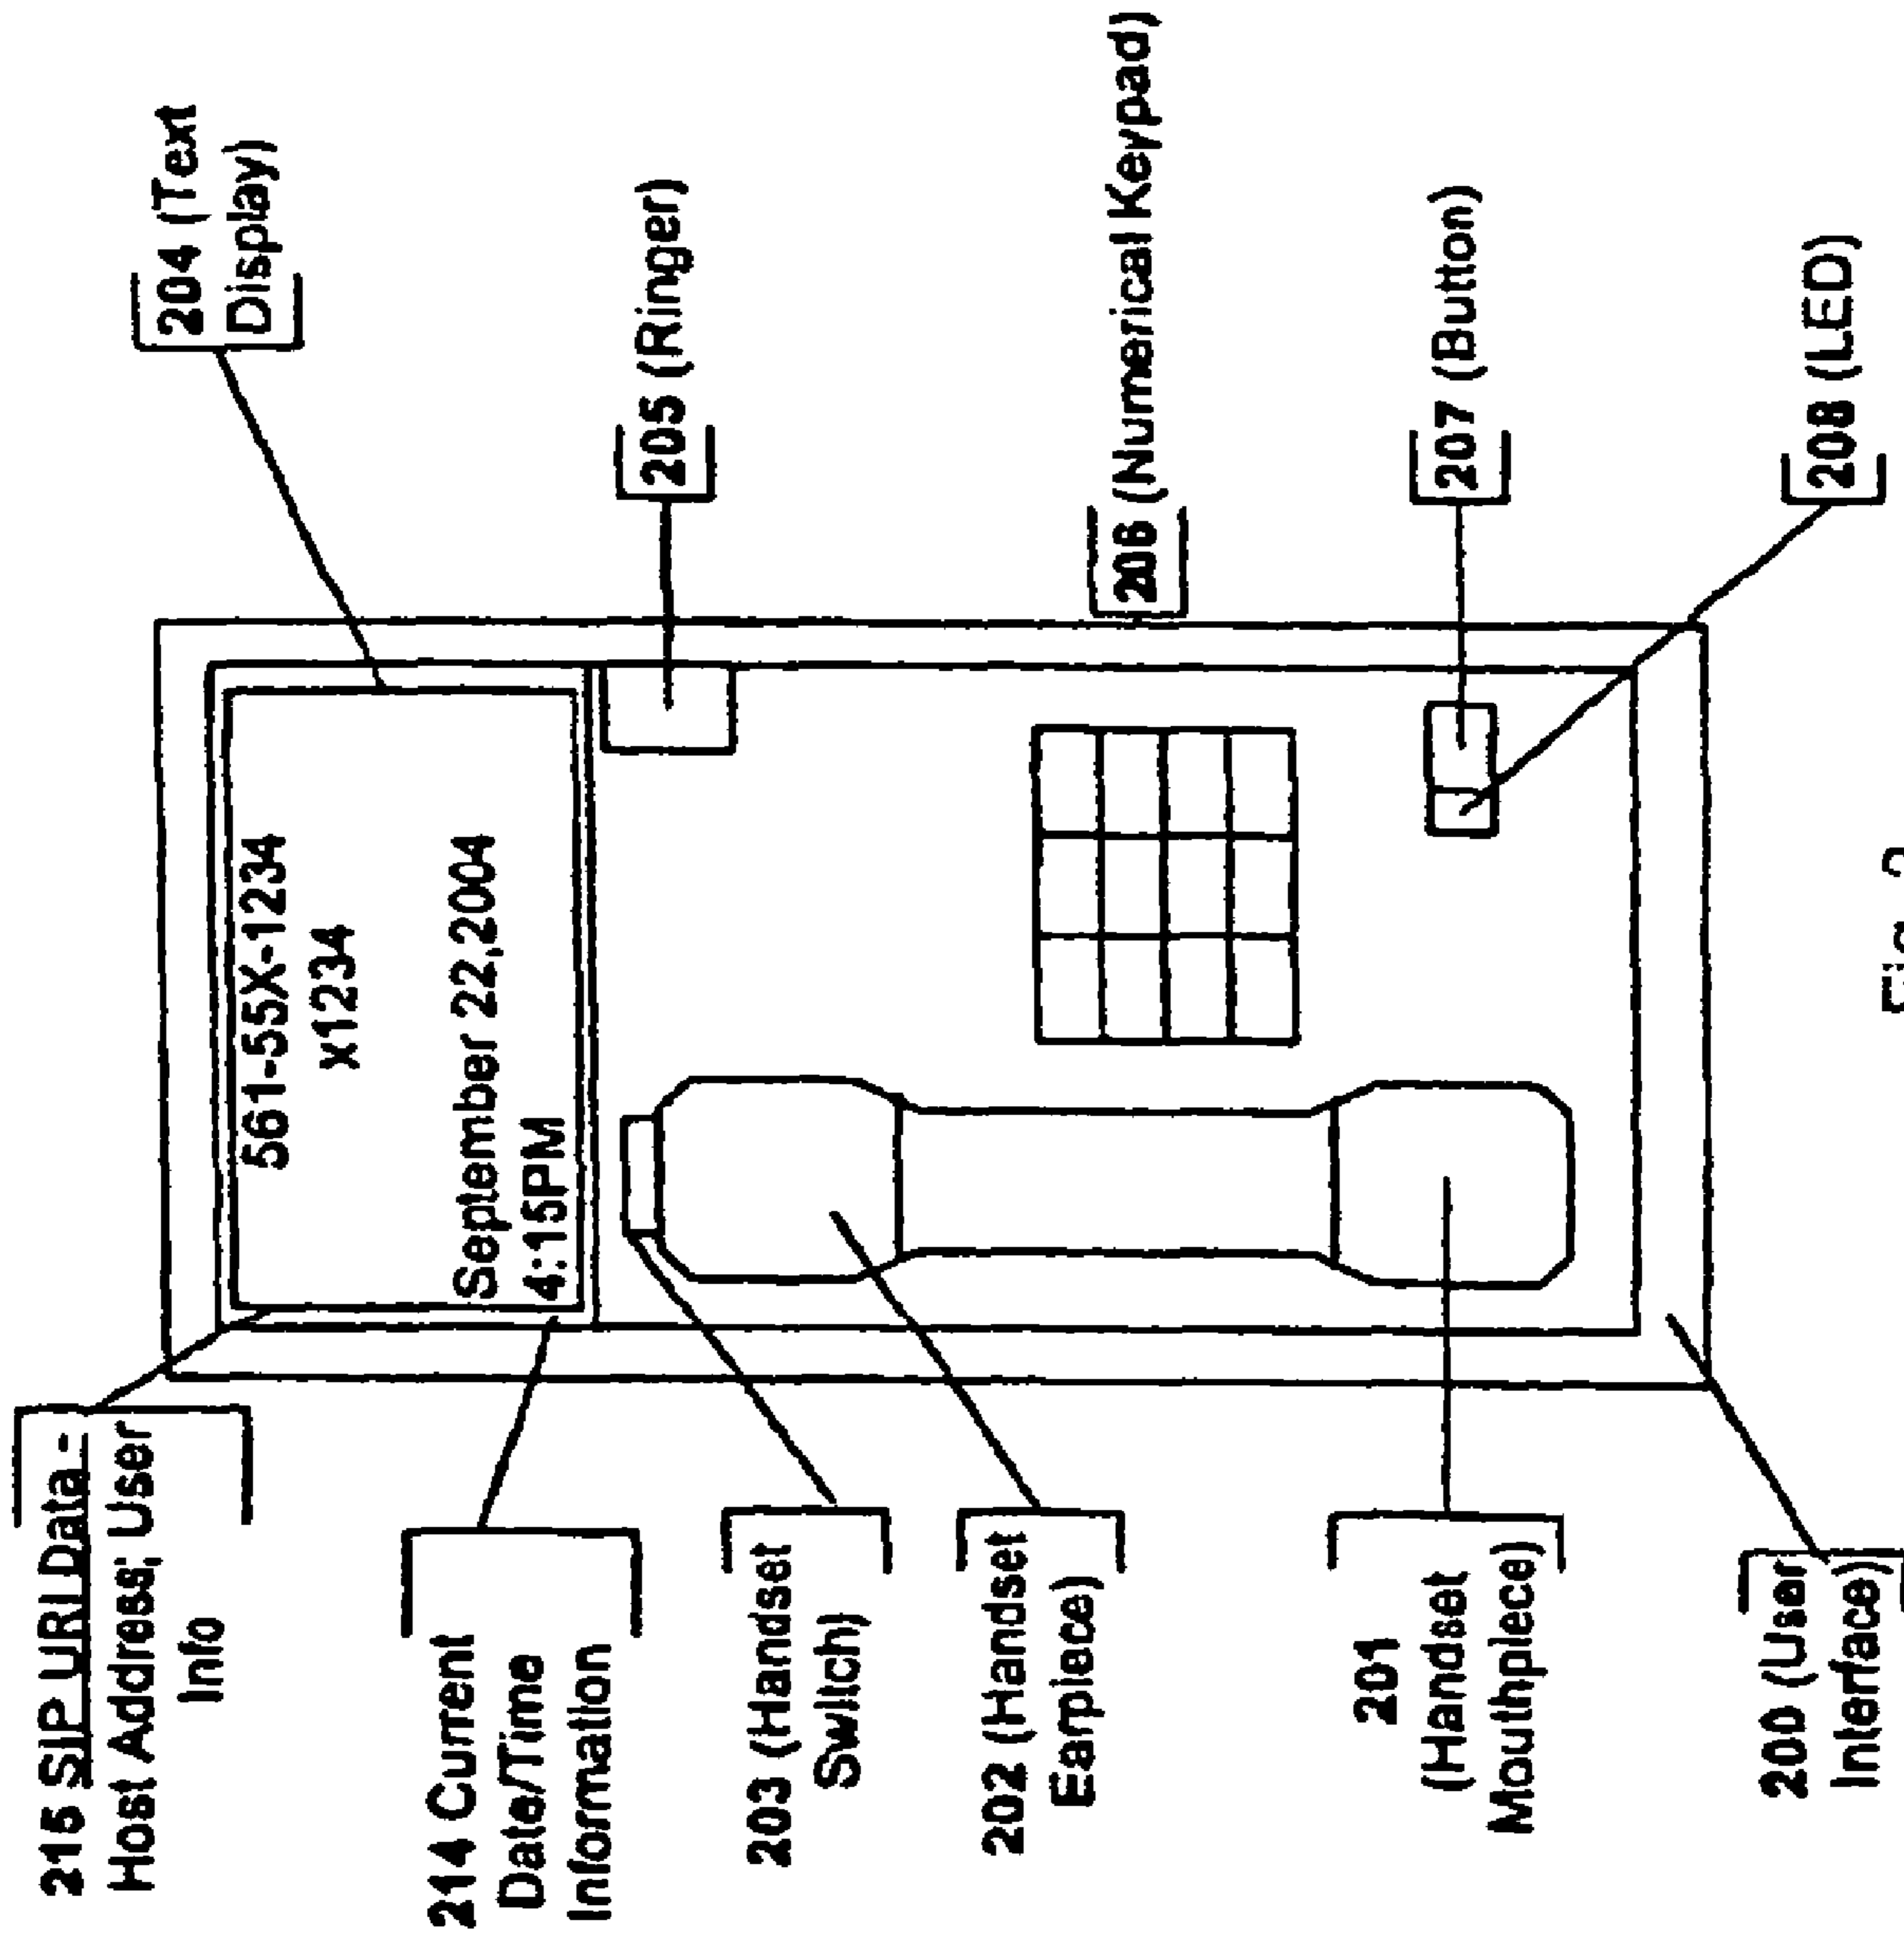 215 SIP URI Data -
Host Address; User
Info
214 Current
Date/Time
Information
203 (Handset
Switch)
202 (Handset
Earpiece)
201
(Handset
Mouthpiece)
200 (User
Interface)
561-55X-1234
x1234
September 22,2004
4:15PM
204 (Text
Display)
205 (Ringer)
206 (Numerical Keypad)
207 (Button)
208 (LED)